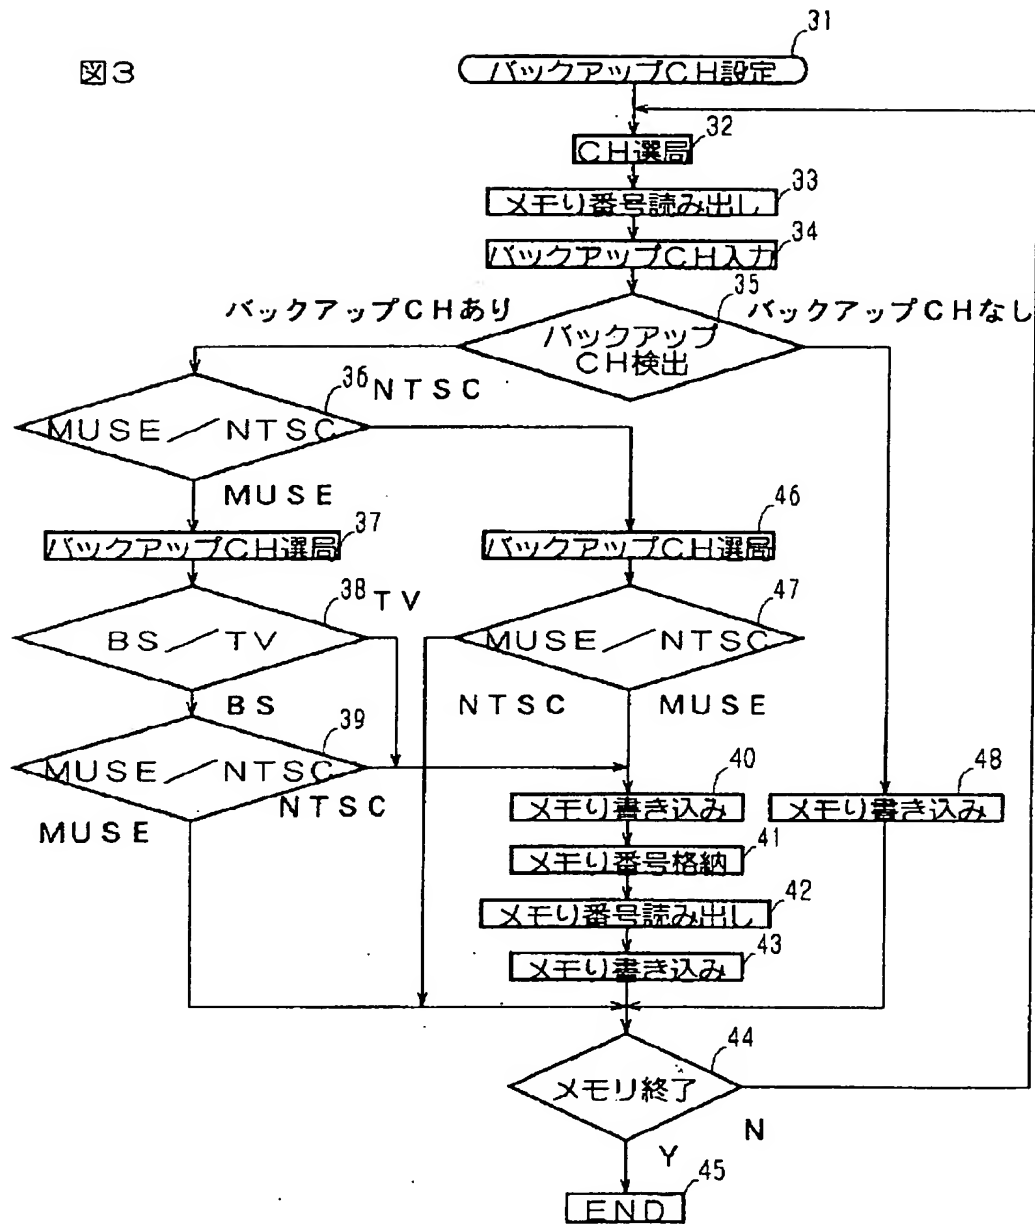 図3
31
バックアップCH設定
32
CH選局
33
メモリ番号読み出し
34
バックアップCH入力
35
バックアップCHあり
バックアップCHなし
バックアップ
CH検出
36
NTSC
MUSE/NTSC
MUSE
37
バックアップCH選局
46
バックアップCH選局
38
TV
BS/TV
47
MUSE/NTSC
BS
NTSC
MUSE
39
MUSE/NTSC
NTSC
MUSE
40
メモリ書き込み
48
メモリ書き込み
41
メモリ番号格納
42
メモリ番号読み出し
43
メモリ書き込み
44
メモリ終了
N
Y
45
END